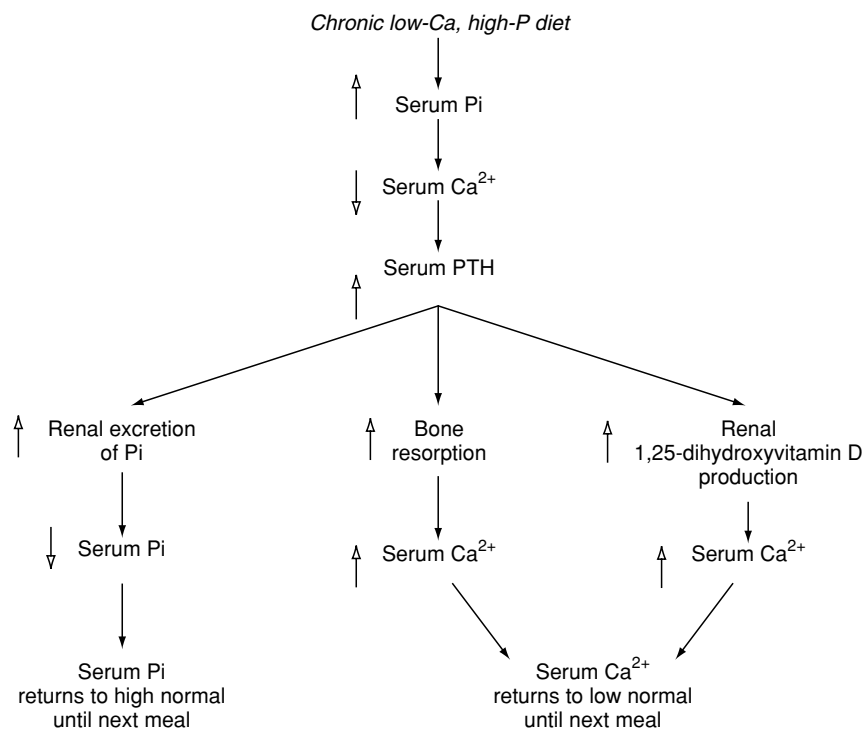 Chronic low-Ca, high-P diet
Serum Pi
Serum Ca²⁺
Serum PTH
Renal excretion
of Pi
Bone
resorption
Renal
1,25-dihydroxyvitamin D
production
Serum Pi
Serum Ca²⁺
Serum Ca²⁺
Serum Pi
returns to high normal
until next meal
Serum Ca²⁺
returns to low normal
until next meal